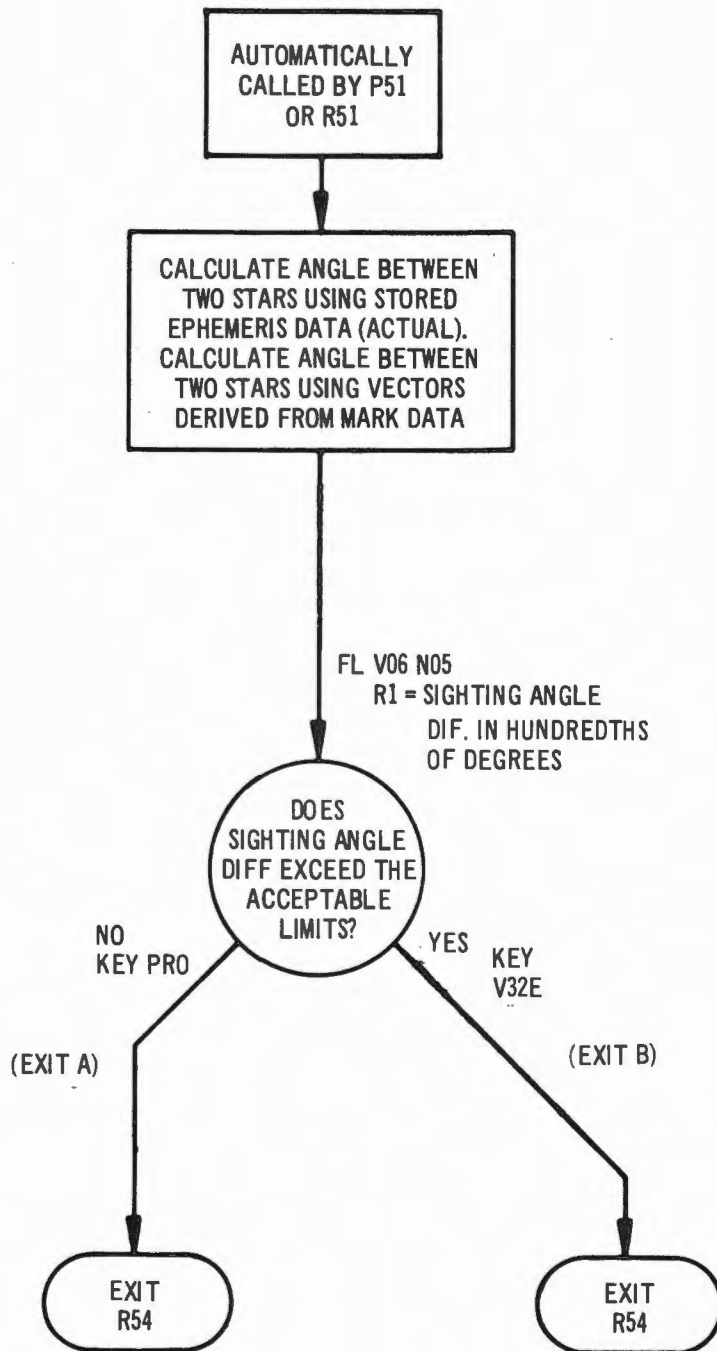 AUTOMATICALLY
CALLED BY P51
OR R51
CALCULATE ANGLE BETWEEN
TWO STARS USING STORED
EPHEMERIS DATA (ACTUAL).
CALCULATE ANGLE BETWEEN
TWO STARS USING VECTORS
DERIVED FROM MARK DATA
FL V06 N05
R1 = SIGHTING ANGLE
DIF. IN HUNDREDTHS
OF DEGREES
DOES
SIGHTING ANGLE
DIFF EXCEED THE
ACCEPTABLE
LIMITS?
NO
KEY PRO
YES
KEY
V32E
(EXIT A)
(EXIT B)
EXIT
R54
EXIT
R54